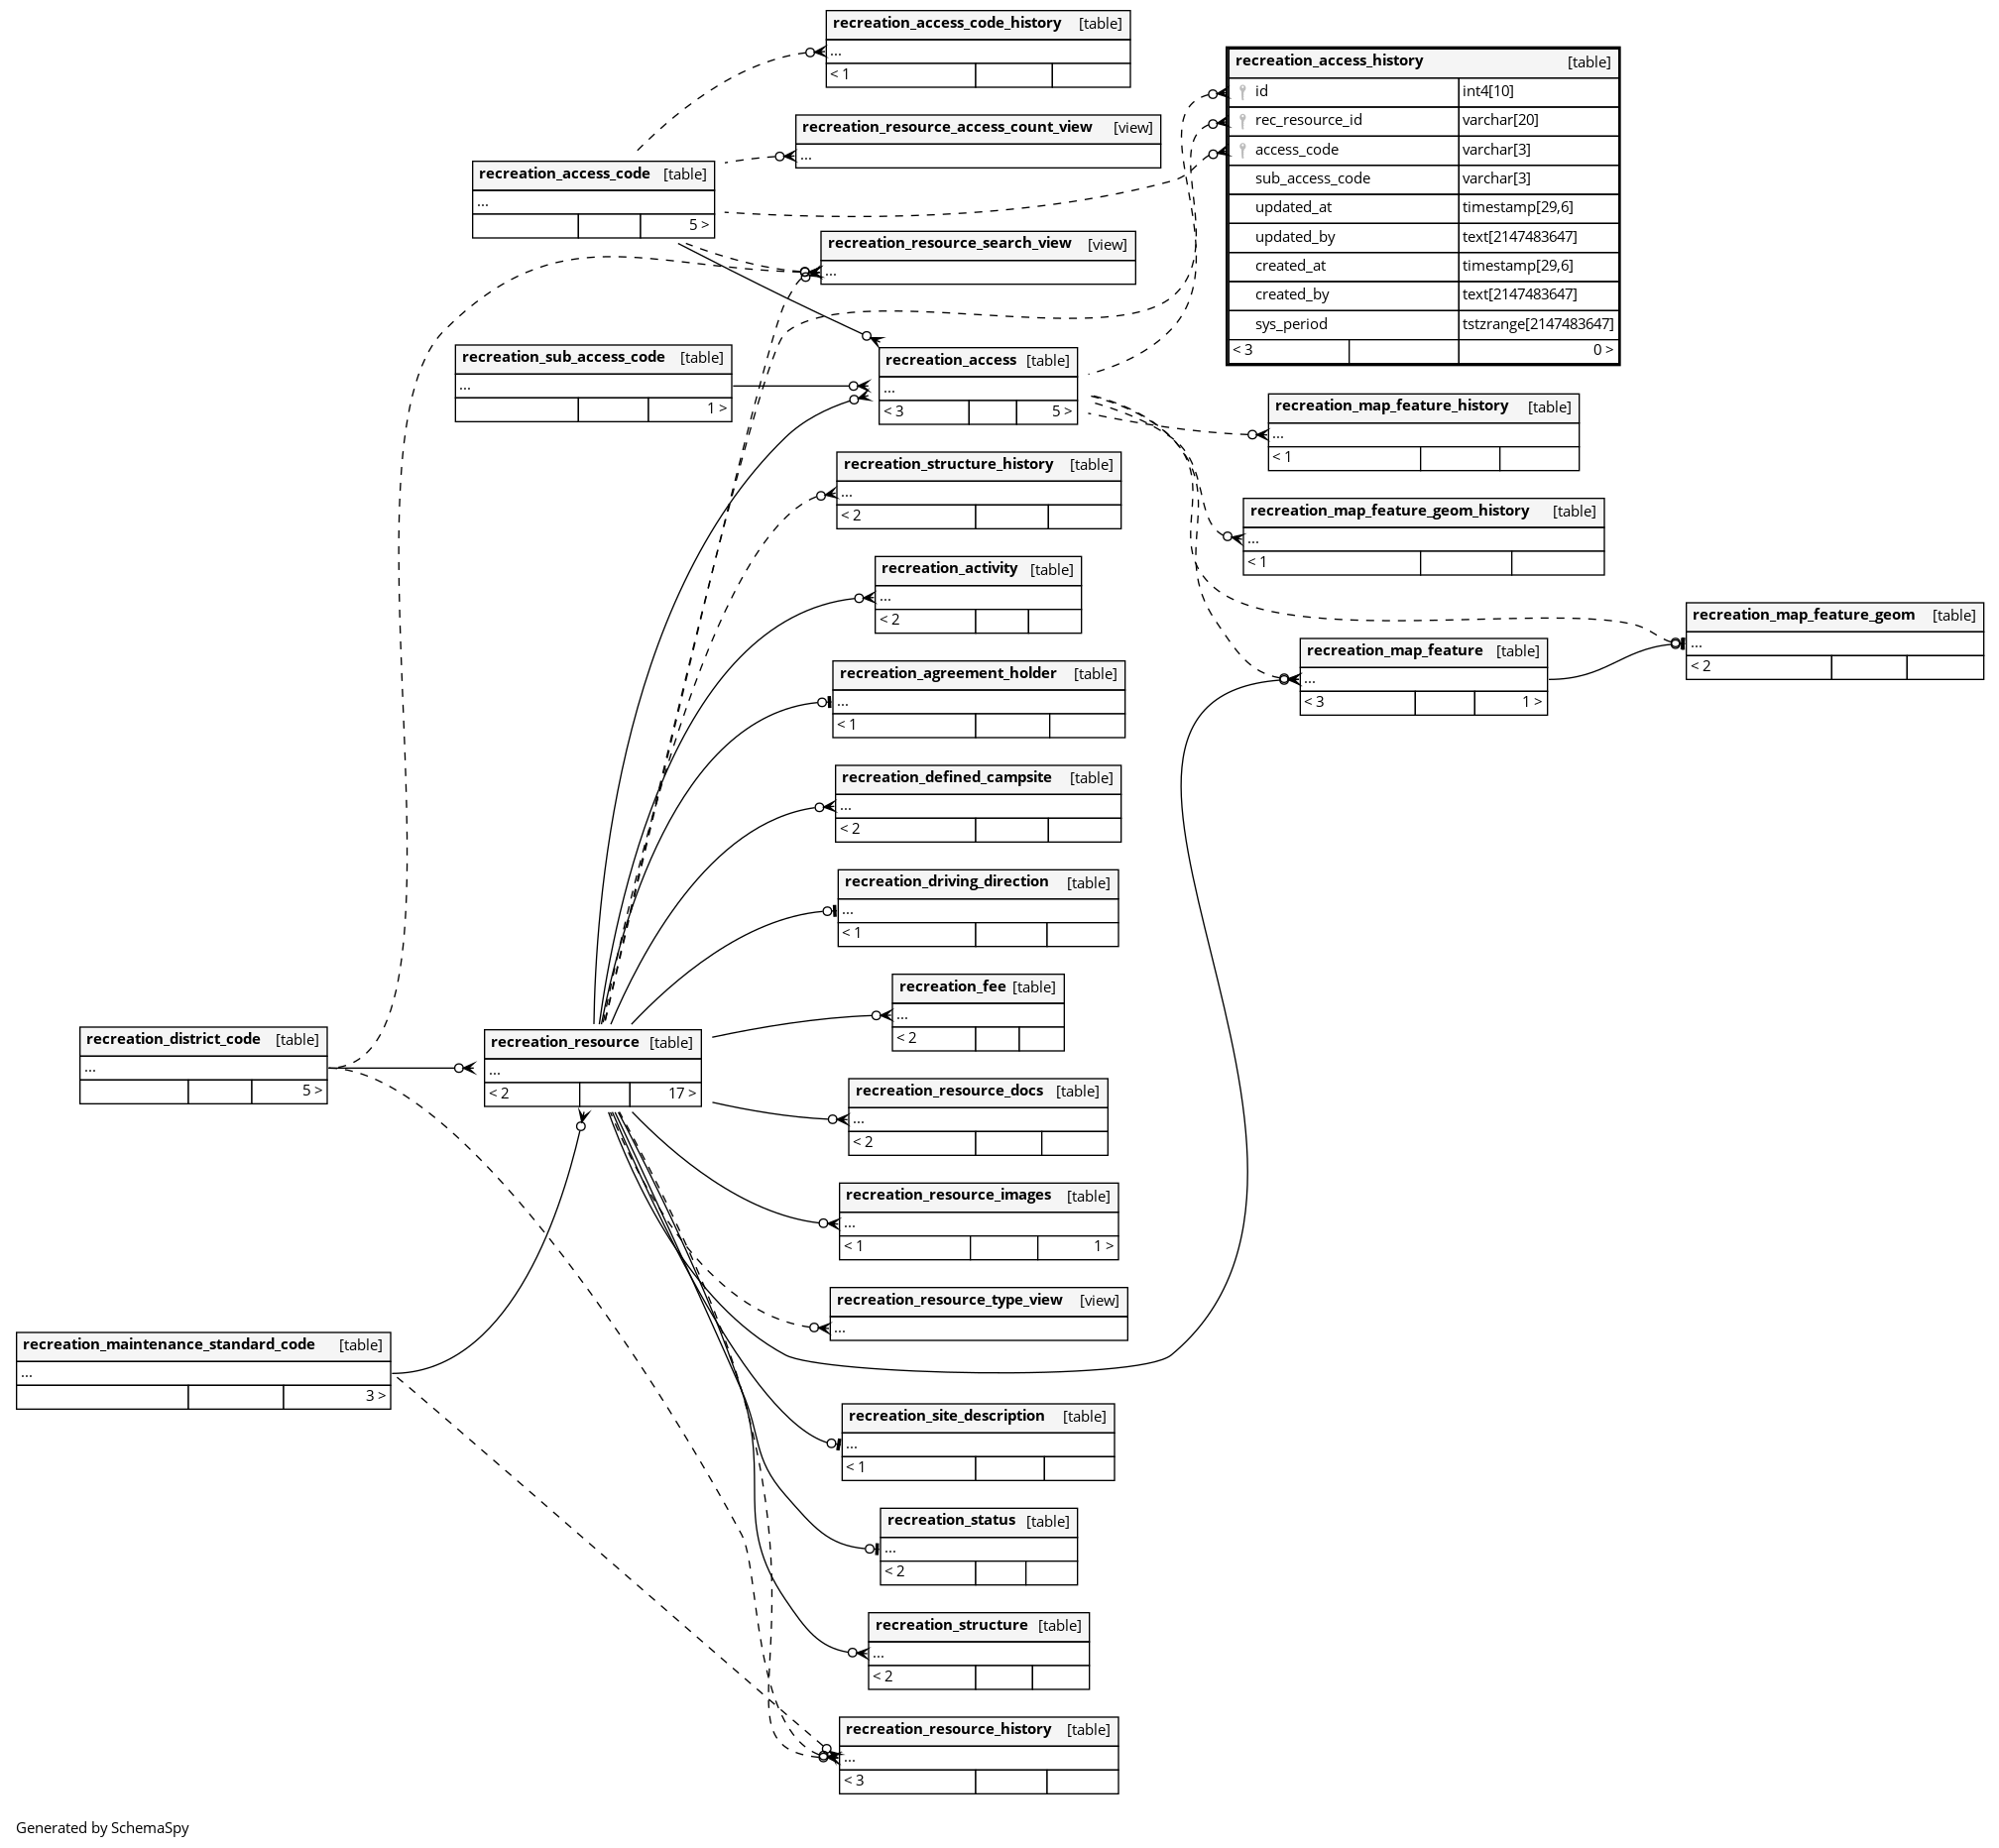 recreation_access_code_history [table]
...
< 1
recreation_access_history [table]
id int4[10]
rec_resource_id varchar[20]
access_code varchar[3]
sub_access_code varchar[3]
updated_at timestamp[29,6]
updated_by text[2147483647]
created_at timestamp[29,6]
created_by text[2147483647]
sys_period tstzrange[2147483647]
< 3 0 >
recreation_resource_access_count_view [view]
...
recreation_access_code [table]
...
5 >
recreation_resource_search_view [view]
...
recreation_sub_access_code [table]
...
1 >
recreation_access [table]
...
< 3 5 >
recreation_map_feature_history [table]
...
< 1
recreation_structure_history [table]
...
< 2
recreation_map_feature_geom_history [table]
...
< 1
recreation_activity [table]
...
< 2
recreation_map_feature_geom [table]
...
< 2
recreation_map_feature [table]
...
< 3 1 >
recreation_agreement_holder [table]
...
< 1
recreation_defined_campsite [table]
...
< 2
recreation_driving_direction [table]
...
< 1
recreation_fee [table]
...
< 2
recreation_district_code [table]
...
5 >
recreation_resource [table]
...
< 2 17 >
recreation_resource_docs [table]
...
< 2
recreation_resource_images [table]
...
< 1 1 >
recreation_resource_type_view [view]
...
recreation_maintenance_standard_code [table]
...
3 >
recreation_site_description [table]
...
< 1
recreation_status [table]
...
< 2
recreation_structure [table]
...
< 2
recreation_resource_history [table]
...
< 3
Generated by SchemaSpy